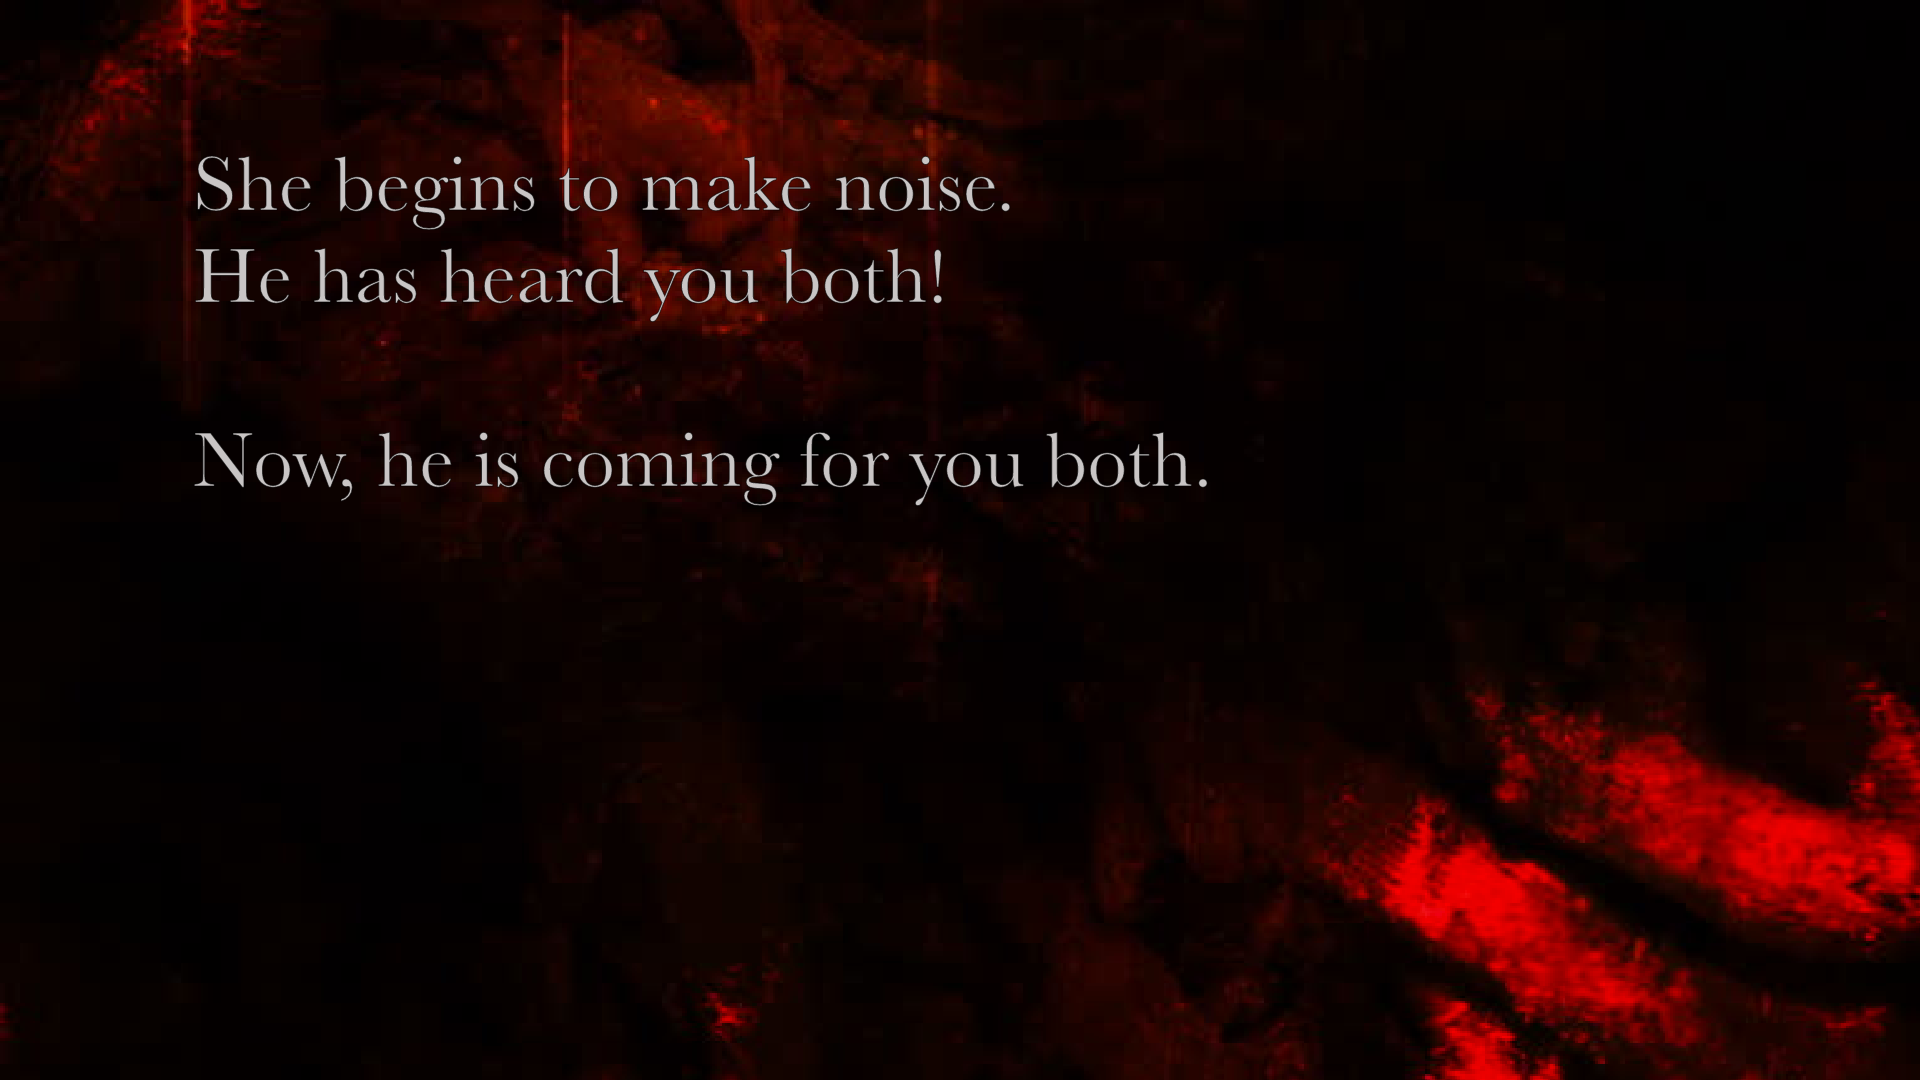 She begins to make noise.
He has heard you both!
Now, he is coming for you both.